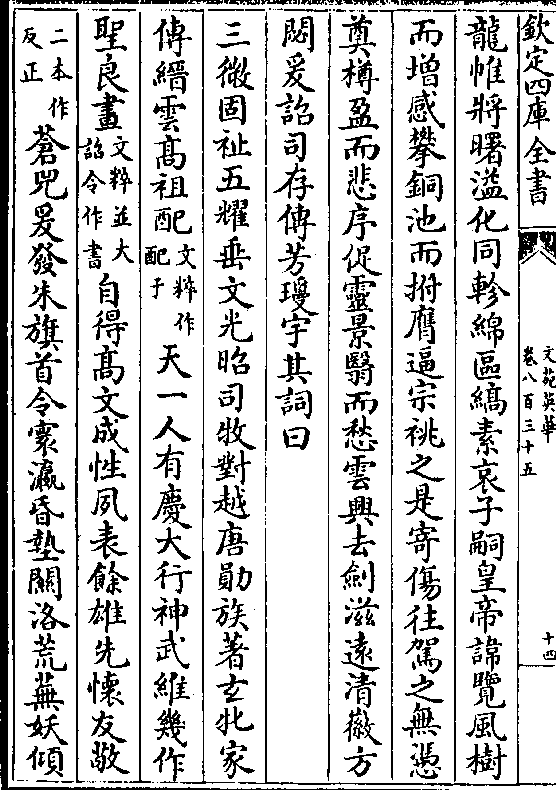 欽定四庫全書
文苑英華
卷八百三十五
十四
龍帷將曙溢化同軫綿區縞素哀子嗣皇帝諱覽風樹
而增感攀銅池而拊膺逼宗祧之是寄傷往駕之無憑
奠樽盈而悲序促靈景翳而愁雲興去劒滋遠清徽方
閟爰詔司存傳芳瓊宇其詞曰
三微固祉五耀垂文光昭司牧對越唐勛族著玄牝家
傳縉雲高祖配
文粹作
配于
天一人有慶大行神武維幾作
聖良畫
文粹並大
詔令作書
自得高文成性夙表餘雄先懷友敬
二本作
反正
蒼兕爰發朱旗首令寰瀛昏墊關洛荒蕪妖傾